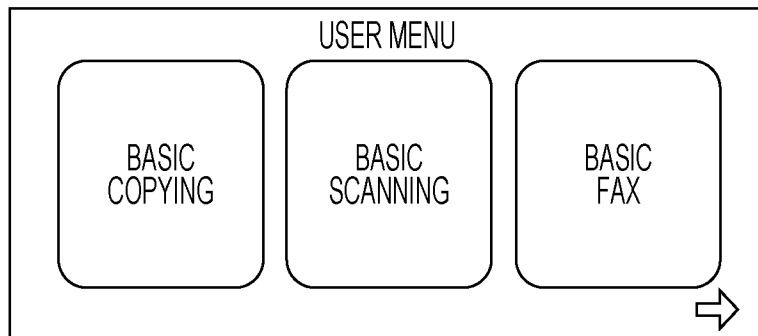 USER MENU
BASIC
COPYING
BASIC
SCANNING
BASIC
FAX